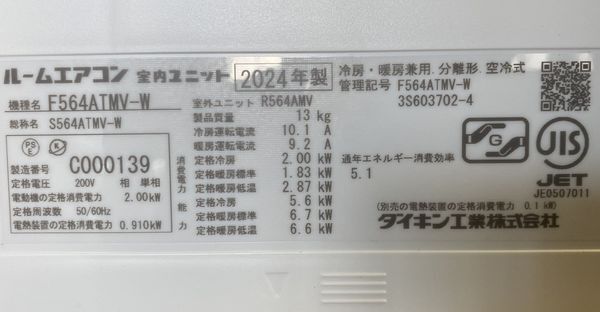 ルームエアコン 室内ユニット 2024年製
冷房・暖房兼用.分離形.空冷式
管理記号 F564ATMV-W
3S603702-4
機種名 F564ATMV-W
総称名 S564ATMV-W
PS
E
製造番号 C000139
定格電圧 200V 相 単相
電動機の定格消費電力 2.00kW
定格周波数 50/60Hz
電熱装置の定格消費電力 0.910kW
室外ユニット R564AMV
製品質量 13 kg
冷房運転電流 10.1 A
暖房運転電流 9.2 A
消費電力
定格冷房 2.00 kW
定格暖房標準 1.83 kW
定格暖房低温 2.87 kW
能力
定格冷房 5.6 kW
定格暖房標準 6.7 kW
定格暖房低温 6.6 kW
通年エネルギー消費効率
5.1
G
JIS
JET
JE0507011
(別売の電熱装置の定格消費電力 0.1 kW)
ダイキン工業株式会社